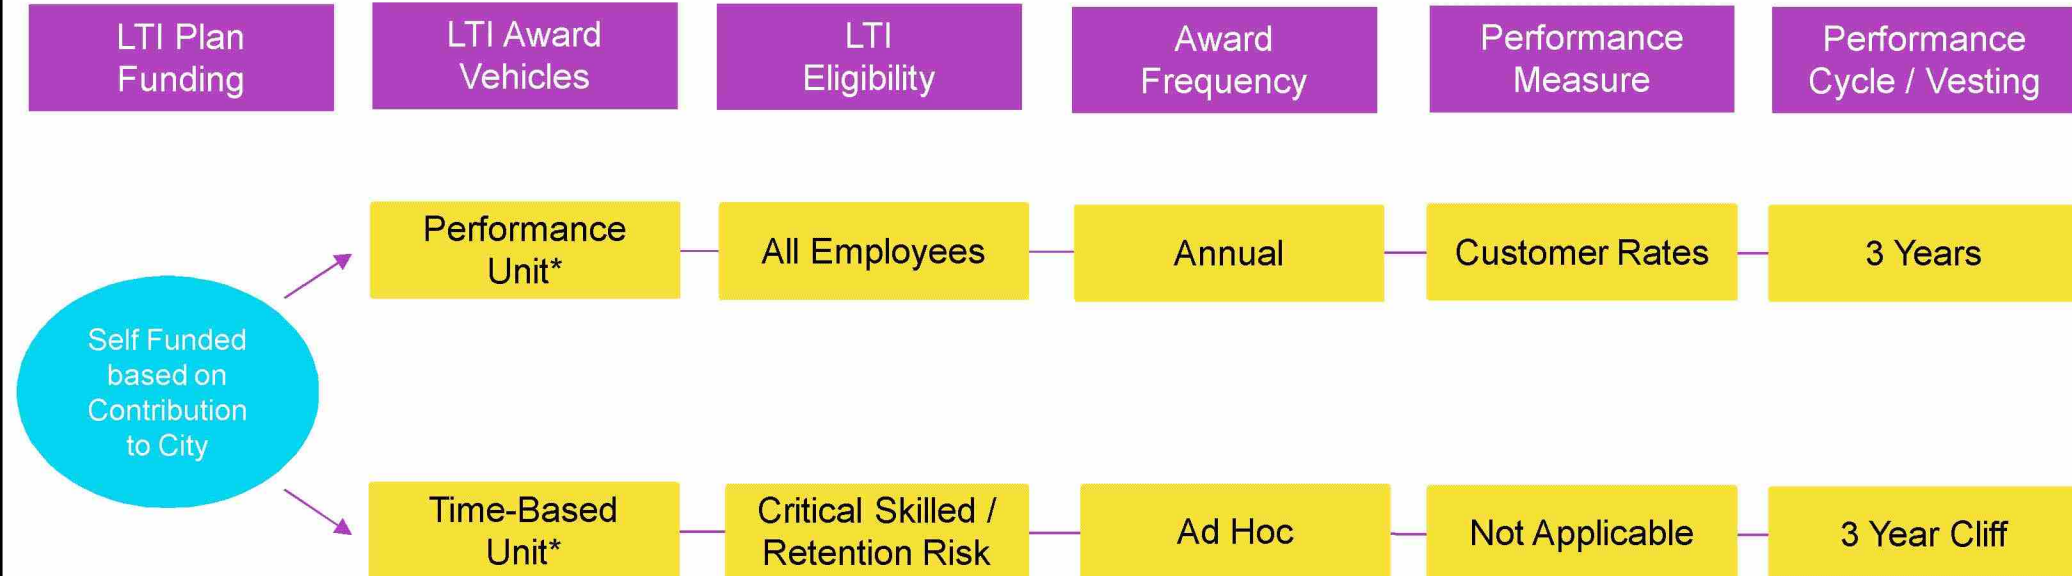 LTI Plan
Funding
LTI Award
Vehicles
LTI
Eligibility
Award
Frequency
Performance
Measure
Performance
Cycle / Vesting
Self Funded
based on
Contribution
to City
Performance
Unit*
All Employees
Annual
Customer Rates
3 Years
Time-Based
Unit*
Critical Skilled /
Retention Risk
Ad Hoc
Not Applicable
3 Year Cliff